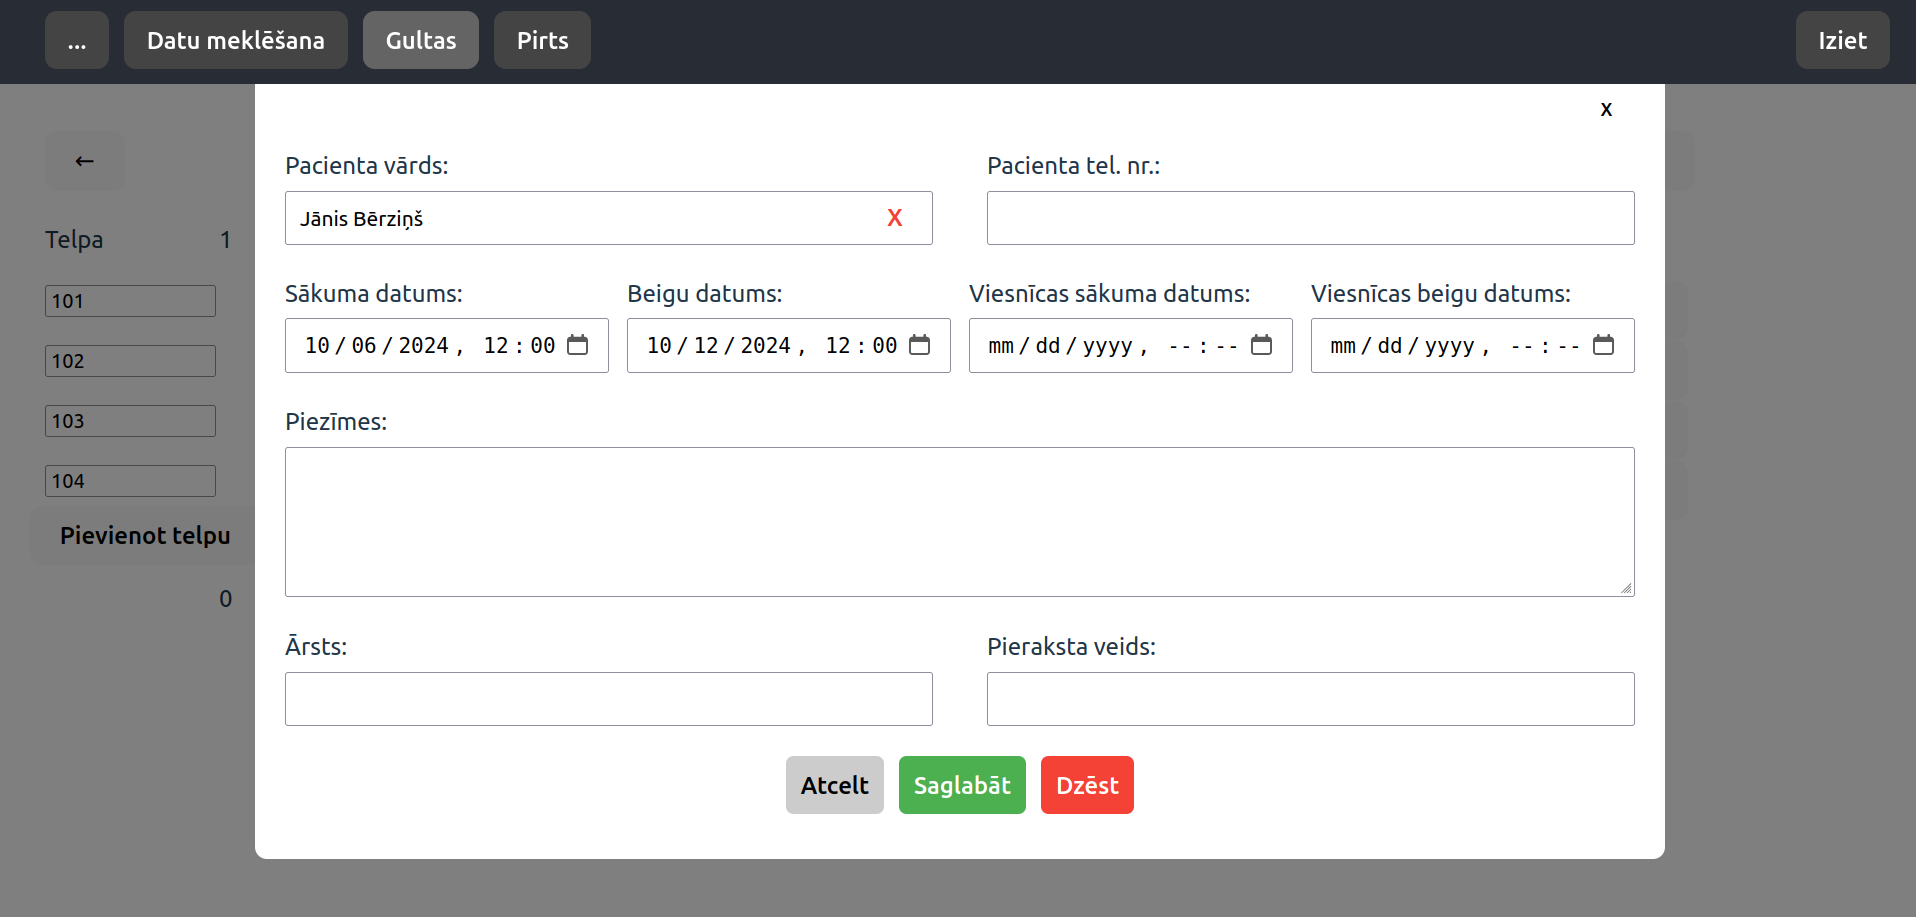 ... Datu meklēšana Gultas Pirts Iziet
x
←
Pacienta vārds: Pacienta tel. nr.:
Jānis Bērziņš X
Telpa 1
Sākuma datums: Beigu datums: Viesnīcas sākuma datums: Viesnīcas beigu datums:
101
10/06/2024, 12:00 10/12/2024, 12:00 mm/dd/yyyy, --:-- mm/dd/yyyy, --:--
102
103
Piezīmes:
104
Pievienot telpu
0
Ārsts: Pieraksta veids:
Atcelt Saglabāt Dzēst